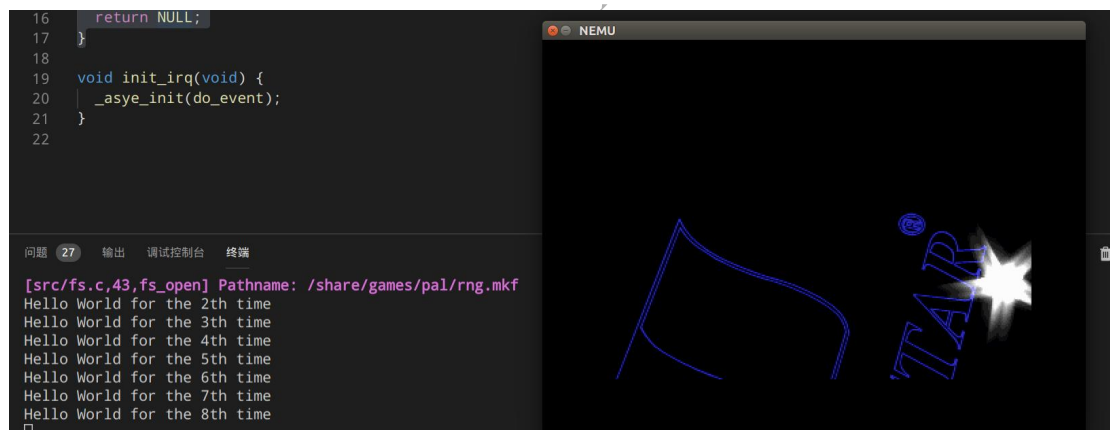 16 return NULL;
17 }
18
19 void init_irq(void) {
20 _asye_init(do_event);
21 }
22
NEMU
®
TAR
问题 27 输出 调试控制台 终端
[src/fs.c,43,fs_open] Pathname: /share/games/pal/rng.mkf
Hello World for the 2th time
Hello World for the 3th time
Hello World for the 4th time
Hello World for the 5th time
Hello World for the 6th time
Hello World for the 7th time
Hello World for the 8th time